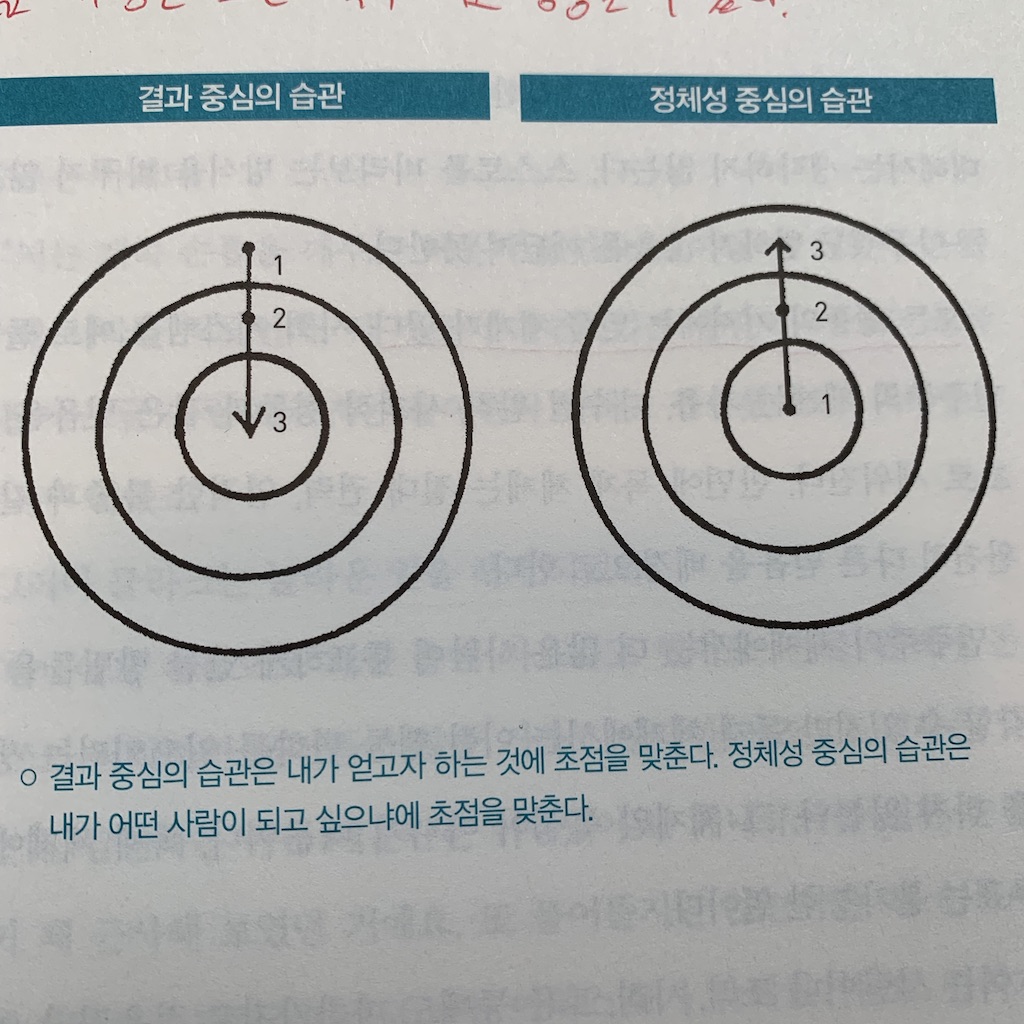 결과 중심의 습관
정체성 중심의 습관
1
2
3
3
2
1
○ 결과 중심의 습관은 내가 얻고자 하는 것에 초점을 맞춘다. 정체성 중심의 습관은
내가 어떤 사람이 되고 싶으냐에 초점을 맞춘다.